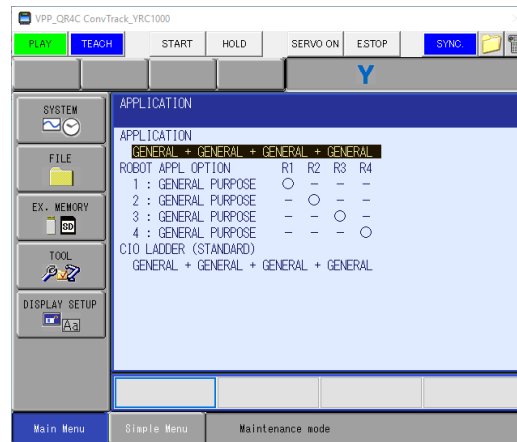 VPP_QR4C ConvTrack_YRC1000
PLAY TEACH START HOLD SERVO ON E.STOP SYNC.
Y
SYSTEM
FILE
EX. MEMORY
SD
TOOL
DISPLAY SETUP
Aa
APPLICATION
APPLICATION
GENERAL + GENERAL + GENERAL + GENERAL
ROBOT APPL OPTION R1 R2 R3 R4
1 : GENERAL PURPOSE ○ − − −
2 : GENERAL PURPOSE − ○ − −
3 : GENERAL PURPOSE − − ○ −
4 : GENERAL PURPOSE − − − ○
CIO LADDER (STANDARD)
GENERAL + GENERAL + GENERAL + GENERAL
Main Menu Simple Menu Maintenance mode